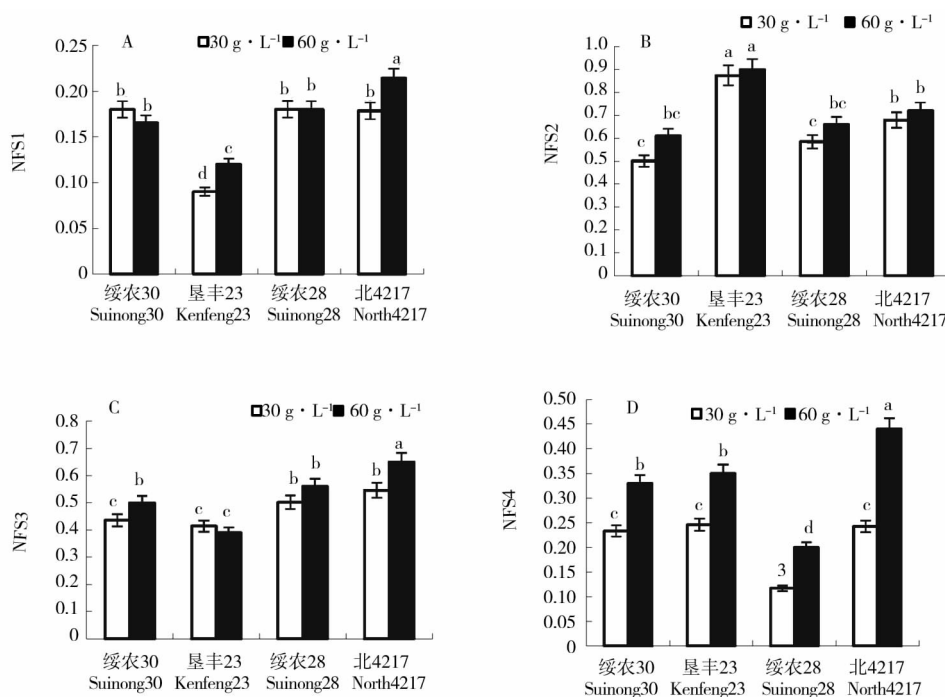 A
30 g · L⁻¹ 60 g · L⁻¹
NFS1
0.25
0.20
0.15
0.10
0.05
0
b
b
d
c
b
b
b
a
绥农30 垦丰23 绥农28 北4217
Suinong30 Kenfeng23 Suinong28 North4217
B
30 g · L⁻¹ 60 g · L⁻¹
NFS2
1.0
0.9
0.8
0.7
0.6
0.5
0.4
0.3
0.2
0.1
0
c
bc
a
a
c
bc
b
b
绥农30 垦丰23 绥农28 北4217
Suinong30 Kenfeng23 Suinong28 North4217
C
30 g · L⁻¹ 60 g · L⁻¹
NFS3
0.8
0.7
0.6
0.5
0.4
0.3
0.2
0.1
0
c
b
c
c
b
b
b
a
绥农30 垦丰23 绥农28 北4217
Suinong30 Kenfeng23 Suinong28 North4217
D
30 g · L⁻¹ 60 g · L⁻¹
NFS4
0.50
0.45
0.40
0.35
0.30
0.25
0.20
0.15
0.10
0.05
0
c
b
c
b
3
d
c
a
绥农30 垦丰23 绥农28 北4217
Suinong30 Kenfeng23 Suinong28 North4217